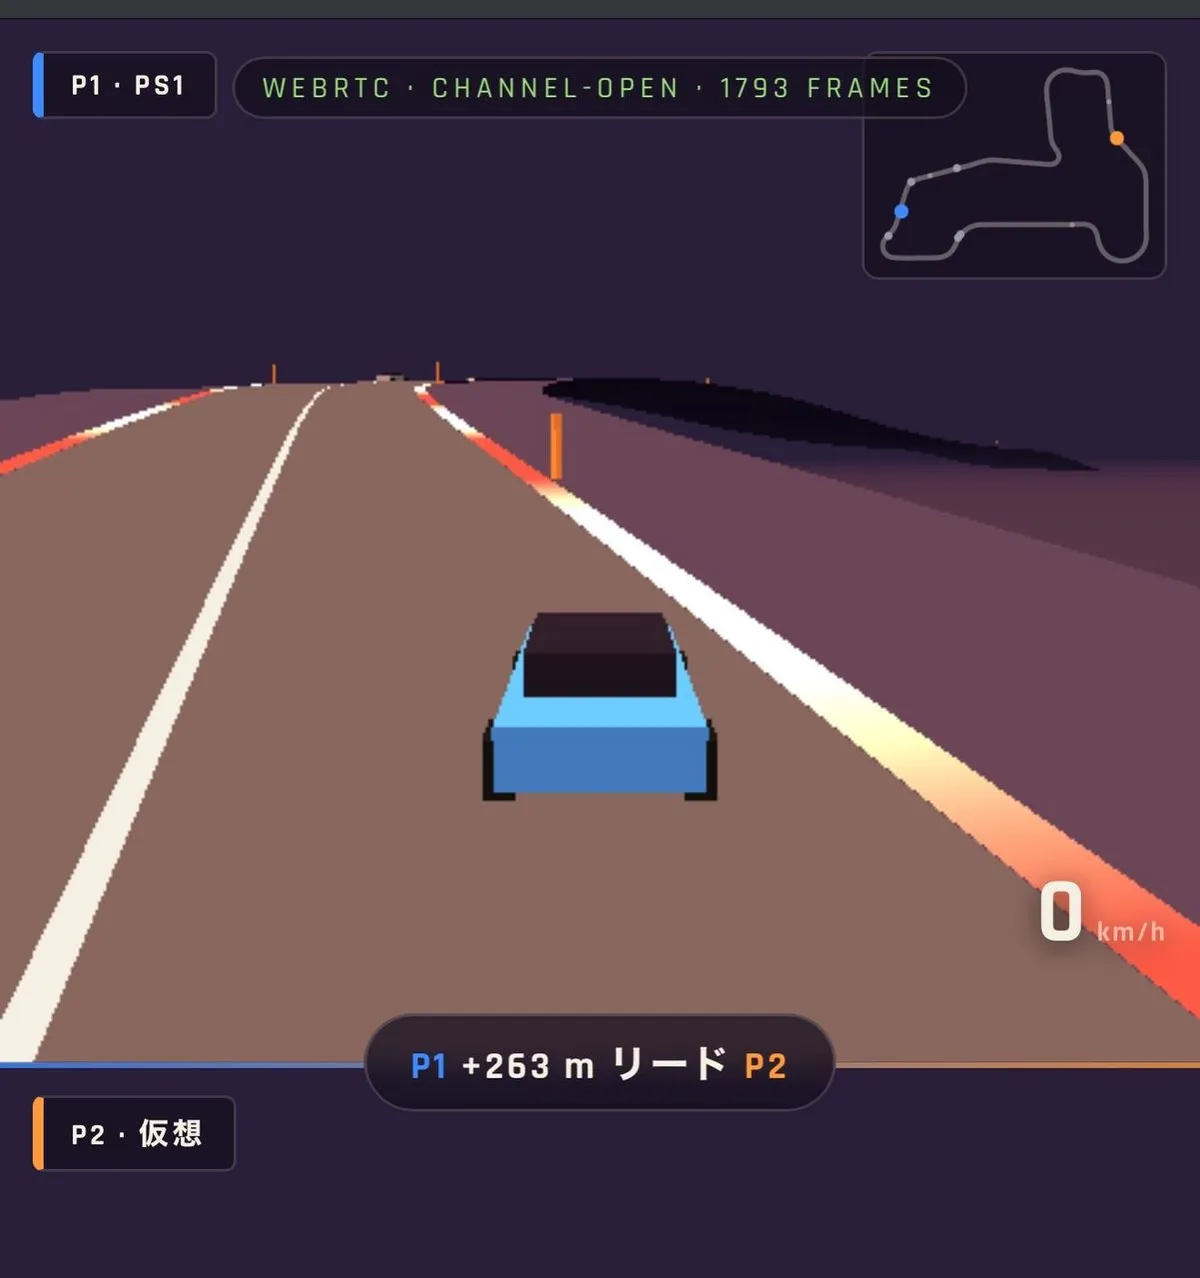 P1 · PS1
WEBRTC · CHANNEL-OPEN · 1793 FRAMES
0 km/h
P1 +263 m リード P2
P2 · 仮想